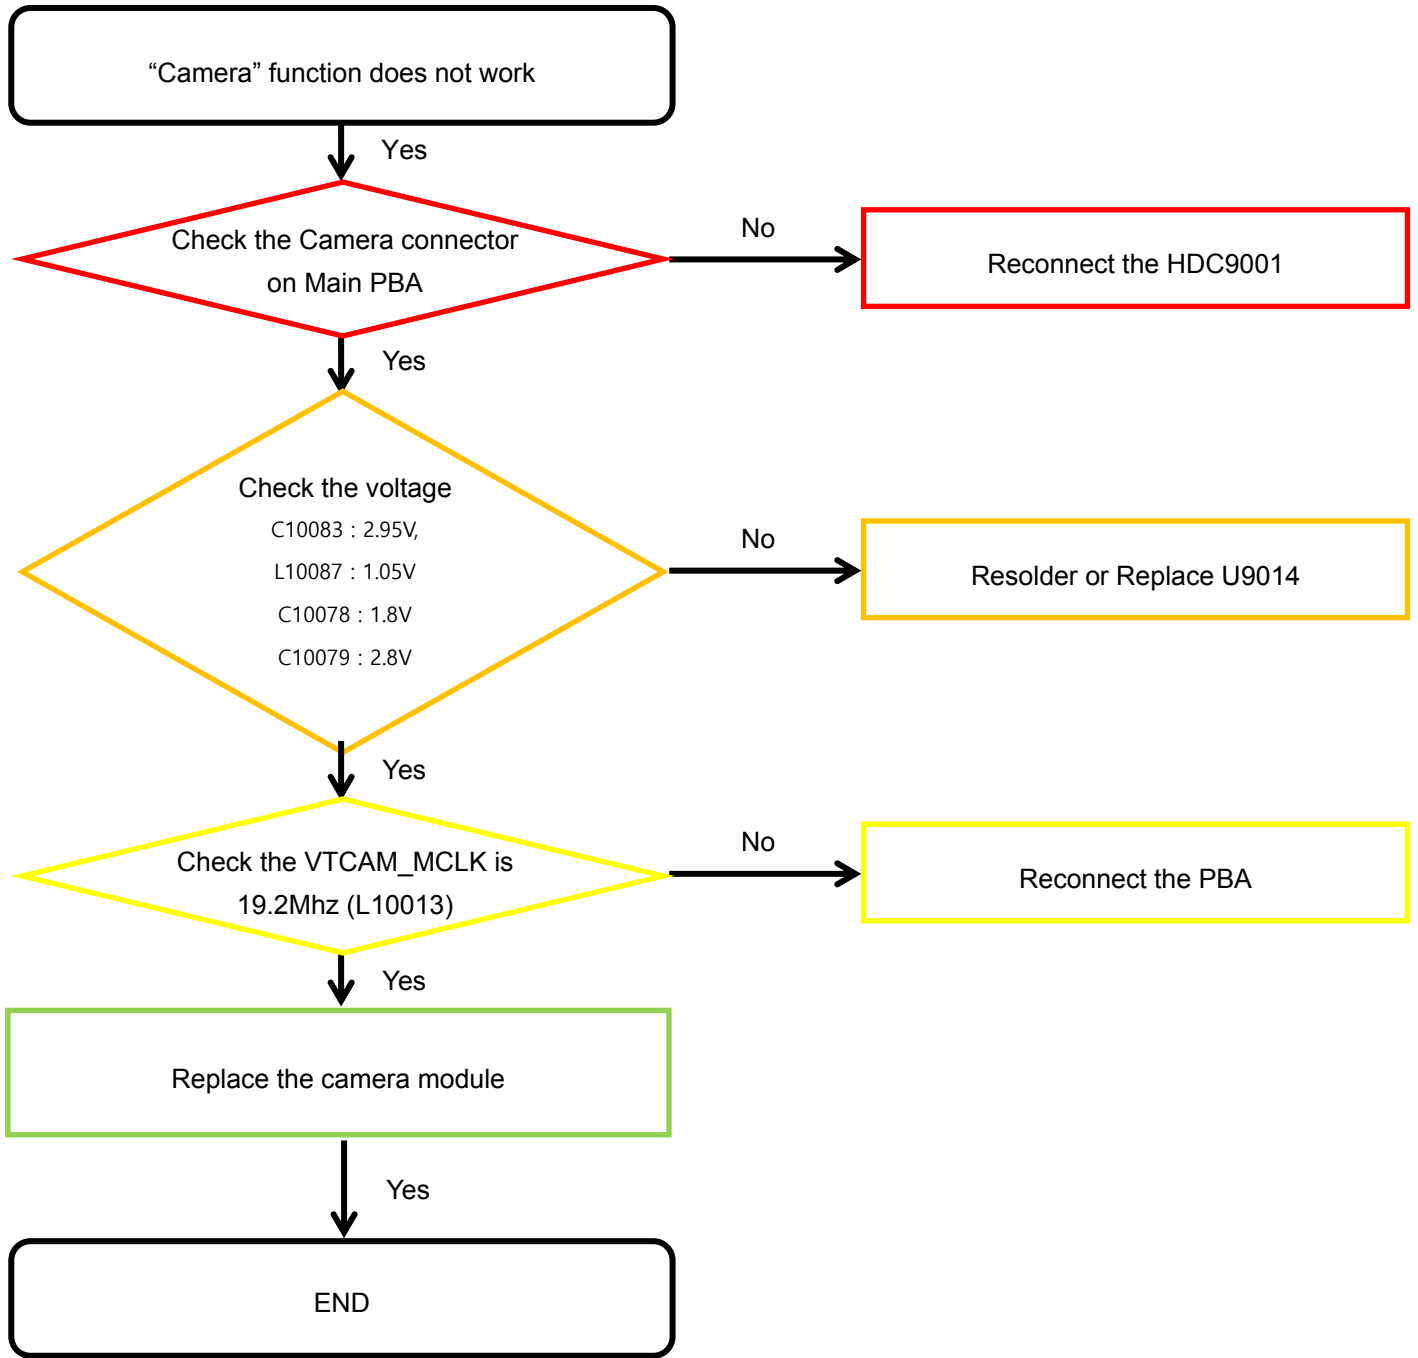 “Camera” function does not work
Yes
Check the Camera connector
on Main PBA
No
Reconnect the HDC9001
Yes
Check the voltage
C10083 : 2.95V,
L10087 : 1.05V
C10078 : 1.8V
C10079 : 2.8V
No
Resolder or Replace U9014
Yes
Check the VTCAM_MCLK is
19.2Mhz (L10013)
No
Reconnect the PBA
Yes
Replace the camera module
Yes
END